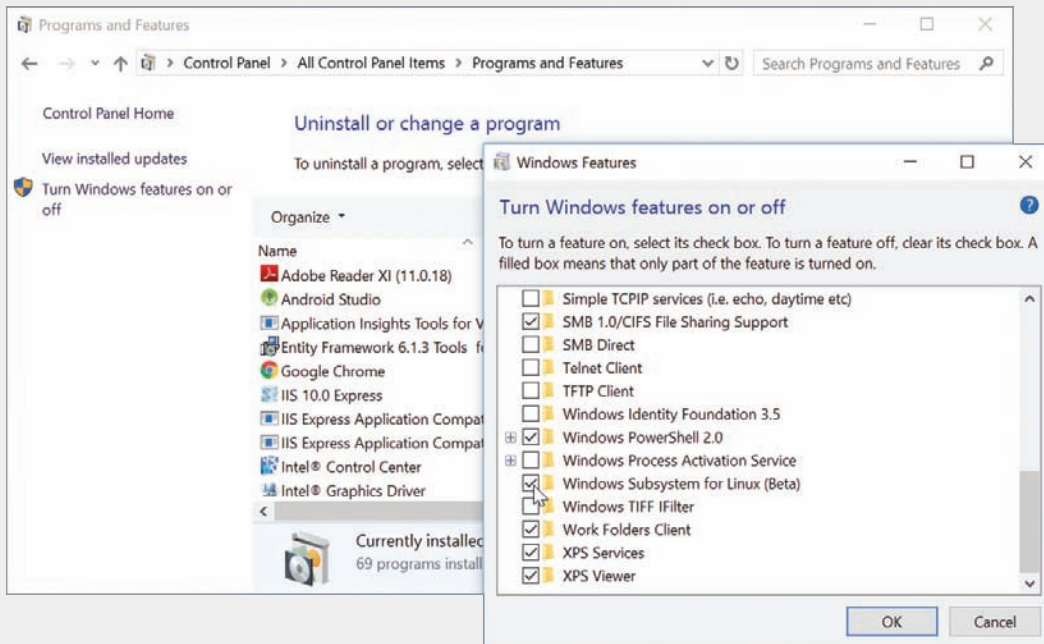 Programs and Features
Control Panel > All Control Panel Items > Programs and Features
Search Programs and Features
Control Panel Home
View installed updates
Turn Windows features on or
off
Uninstall or change a program
To uninstall a program, select
Organize
Name
Adobe Reader XI (11.0.18)
Android Studio
Application Insights Tools for V
Entity Framework 6.1.3 Tools f
Google Chrome
IIS 10.0 Express
IIS Express Application Compat
IIS Express Application Compat
Intel® Control Center
Intel® Graphics Driver
Currently installed
69 programs install
Windows Features
Turn Windows features on or off
To turn a feature on, select its check box. To turn a feature off, clear its check box. A
filled box means that only part of the feature is turned on.
Simple TCPIP services (i.e. echo, daytime etc)
SMB 1.0/CIFS File Sharing Support
SMB Direct
Telnet Client
TFTP Client
Windows Identity Foundation 3.5
Windows PowerShell 2.0
Windows Process Activation Service
Windows Subsystem for Linux (Beta)
Windows TIFF IFilter
Work Folders Client
XPS Services
XPS Viewer
OK
Cancel